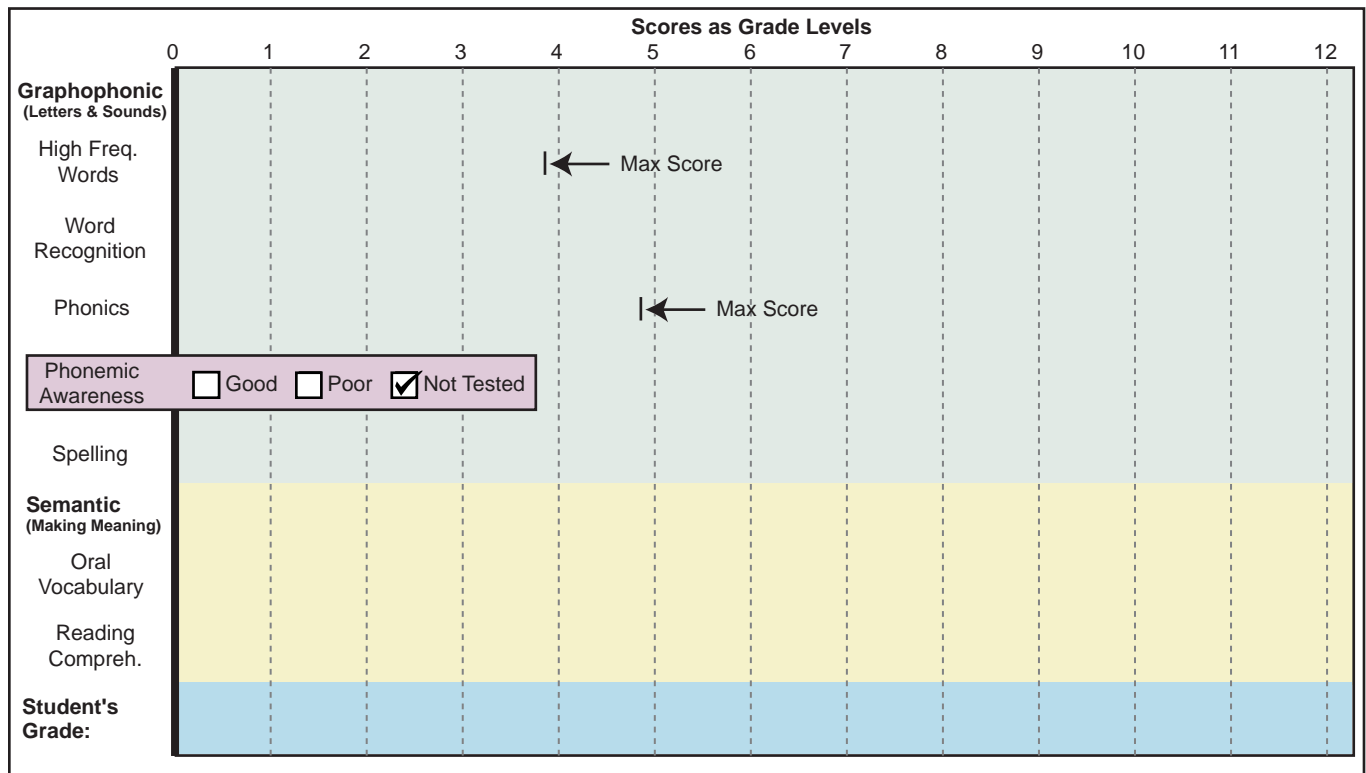 Scores as Grade Levels
0 1 2 3 4 5 6 7 8 9 10 11 12
Graphophonic
(Letters & Sounds)
High Freq.
Words
Max Score
Word
Recognition
Phonics
Max Score
Phonemic
Awareness
Good Poor Not Tested
Spelling
Semantic
(Making Meaning)
Oral
Vocabulary
Reading
Compreh.
Student's
Grade: